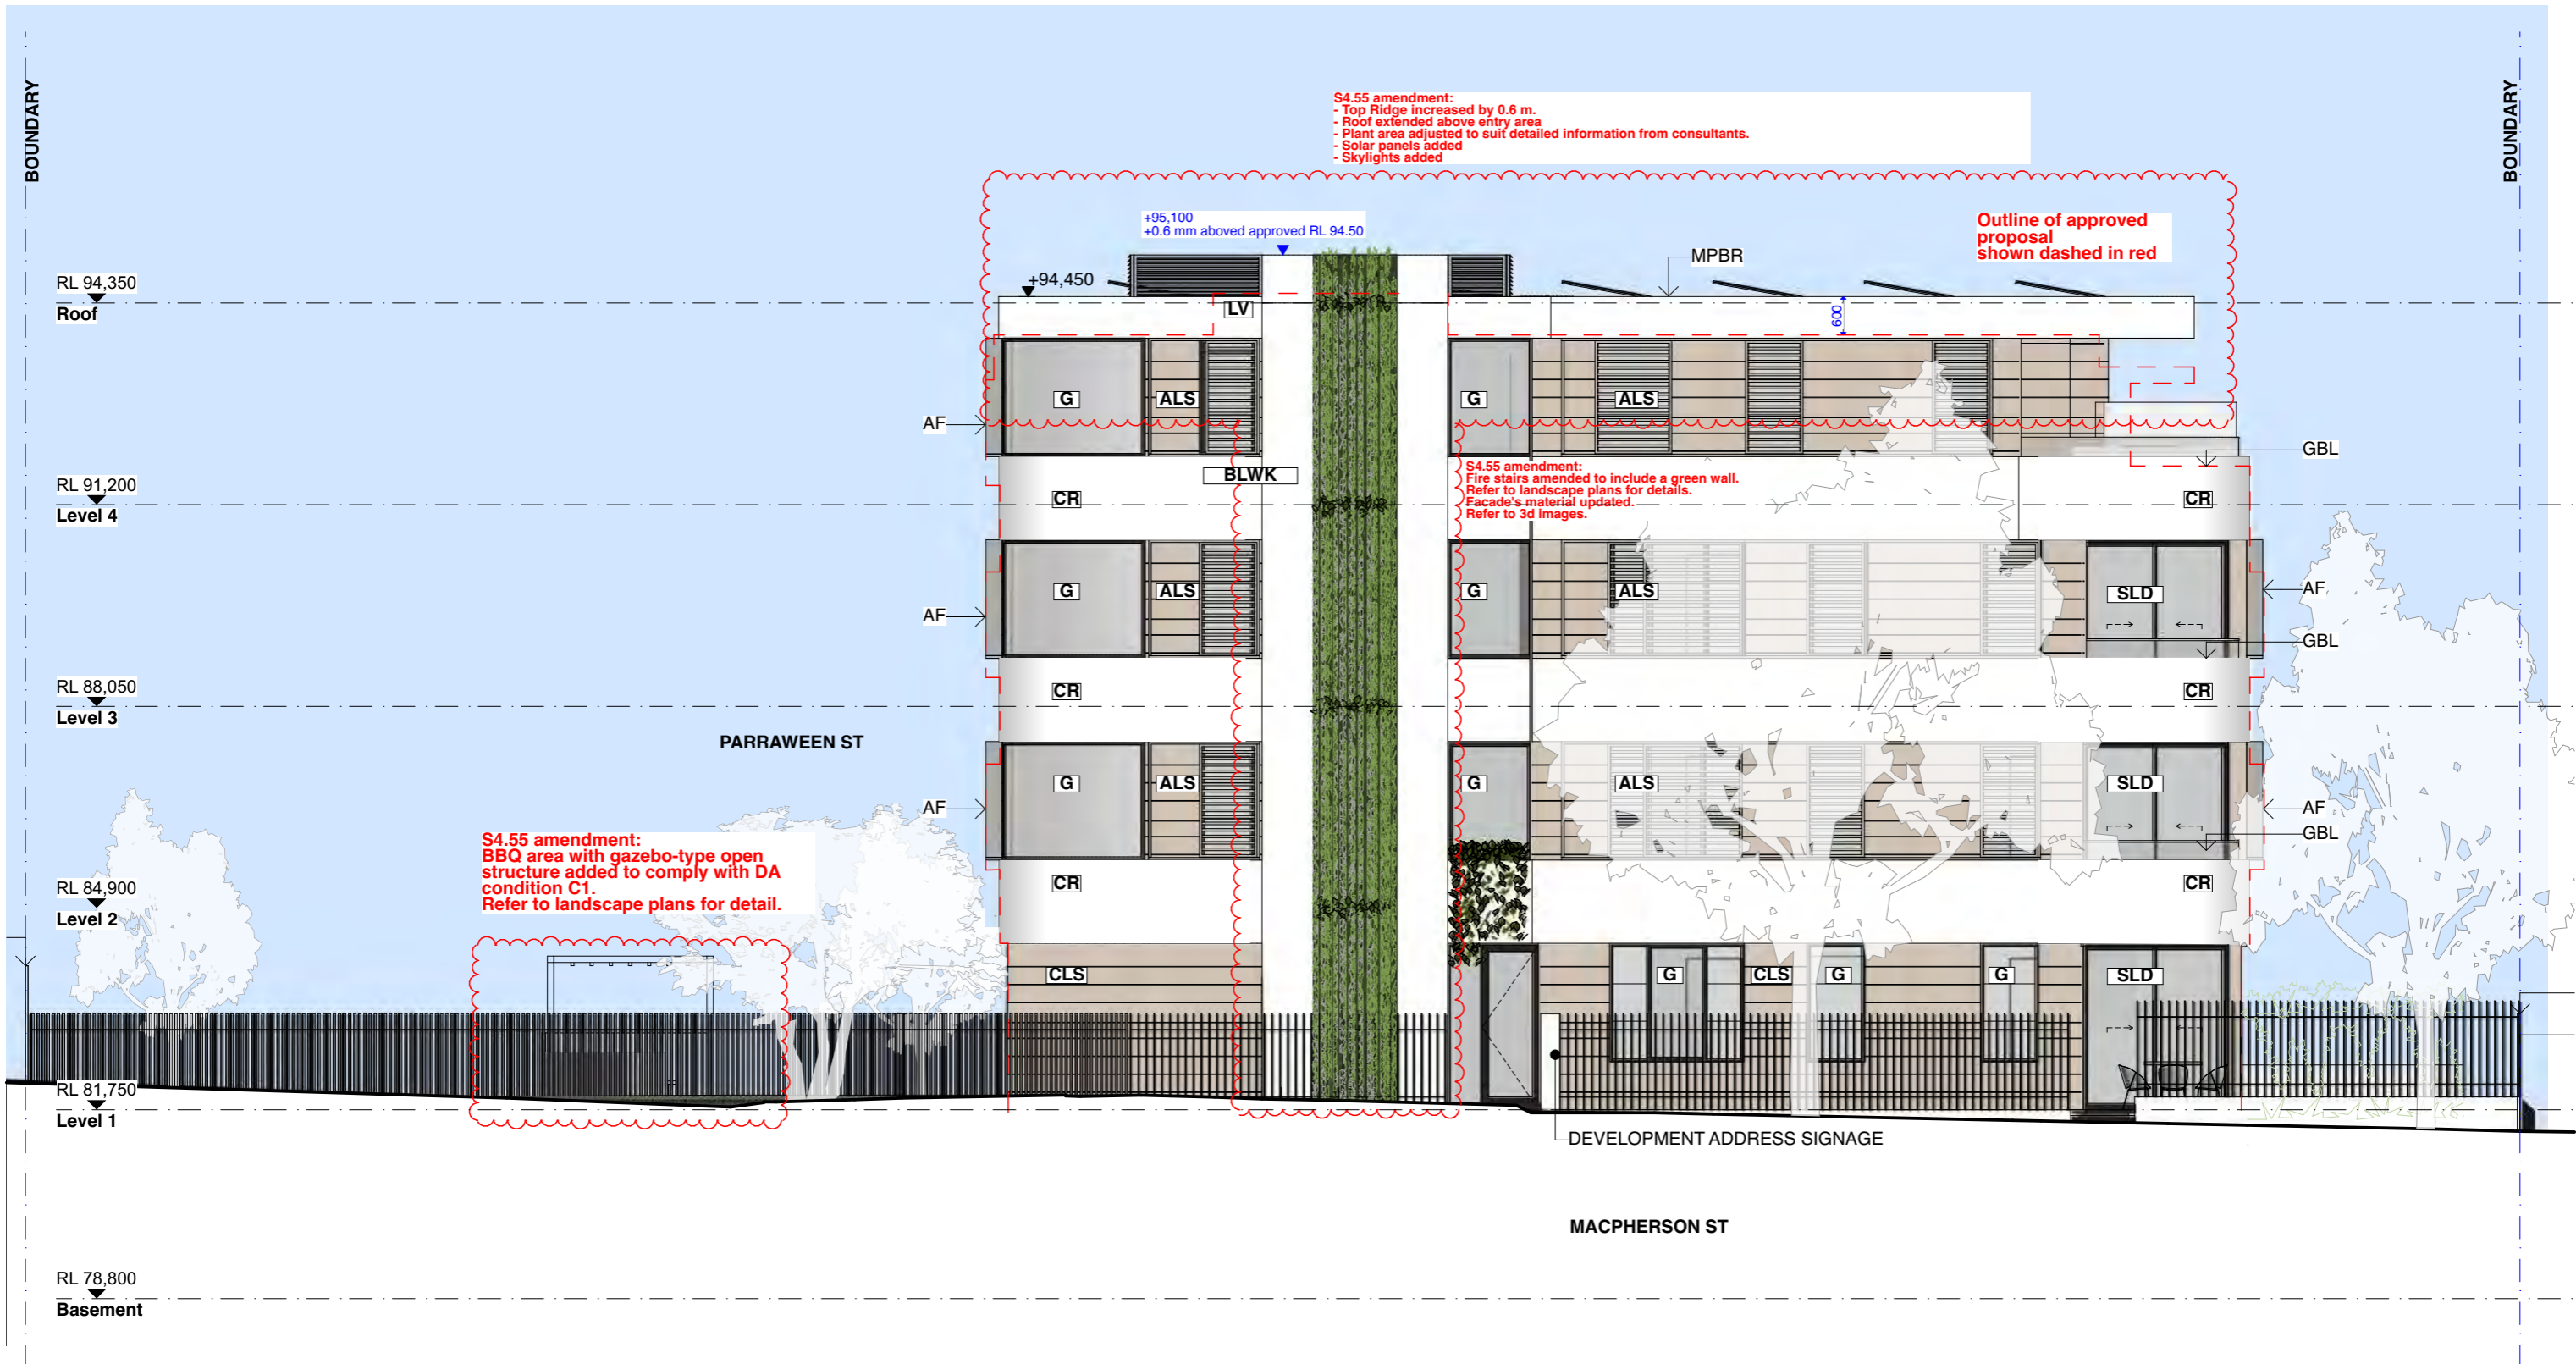 BOUNDARY
BOUNDARY
S4.55 amendment:
- Top Ridge increased by 0.6 m.
- Roof extended above entry area
- Plant area adjusted to suit detailed information from consultants.
- Solar panels added
- Skylights added
+95,100
+0.6 mm aboved approved RL 94.50
Outline of approved
proposal
shown dashed in red
MPBR
RL 94,350
Roof
+94,450
LV
600
G
ALS
G
ALS
AF
GBL
BLWK
S4.55 amendment:
Fire stairs amended to include a green wall.
Refer to landscape plans for details.
Facade's material updated.
Refer to 3d images.
RL 91,200
Level 4
CR
CR
G
ALS
G
ALS
SLD
AF
AF
GBL
RL 88,050
Level 3
CR
CR
PARRAWEEN ST
G
ALS
G
ALS
SLD
AF
AF
GBL
S4.55 amendment:
BBQ area with gazebo-type open
structure added to comply with DA
condition C1.
Refer to landscape plans for detail.
RL 84,900
Level 2
CR
CR
CLS
G
CLS
G
G
SLD
RL 81,750
Level 1
DEVELOPMENT ADDRESS SIGNAGE
MACPHERSON ST
RL 78,800
Basement